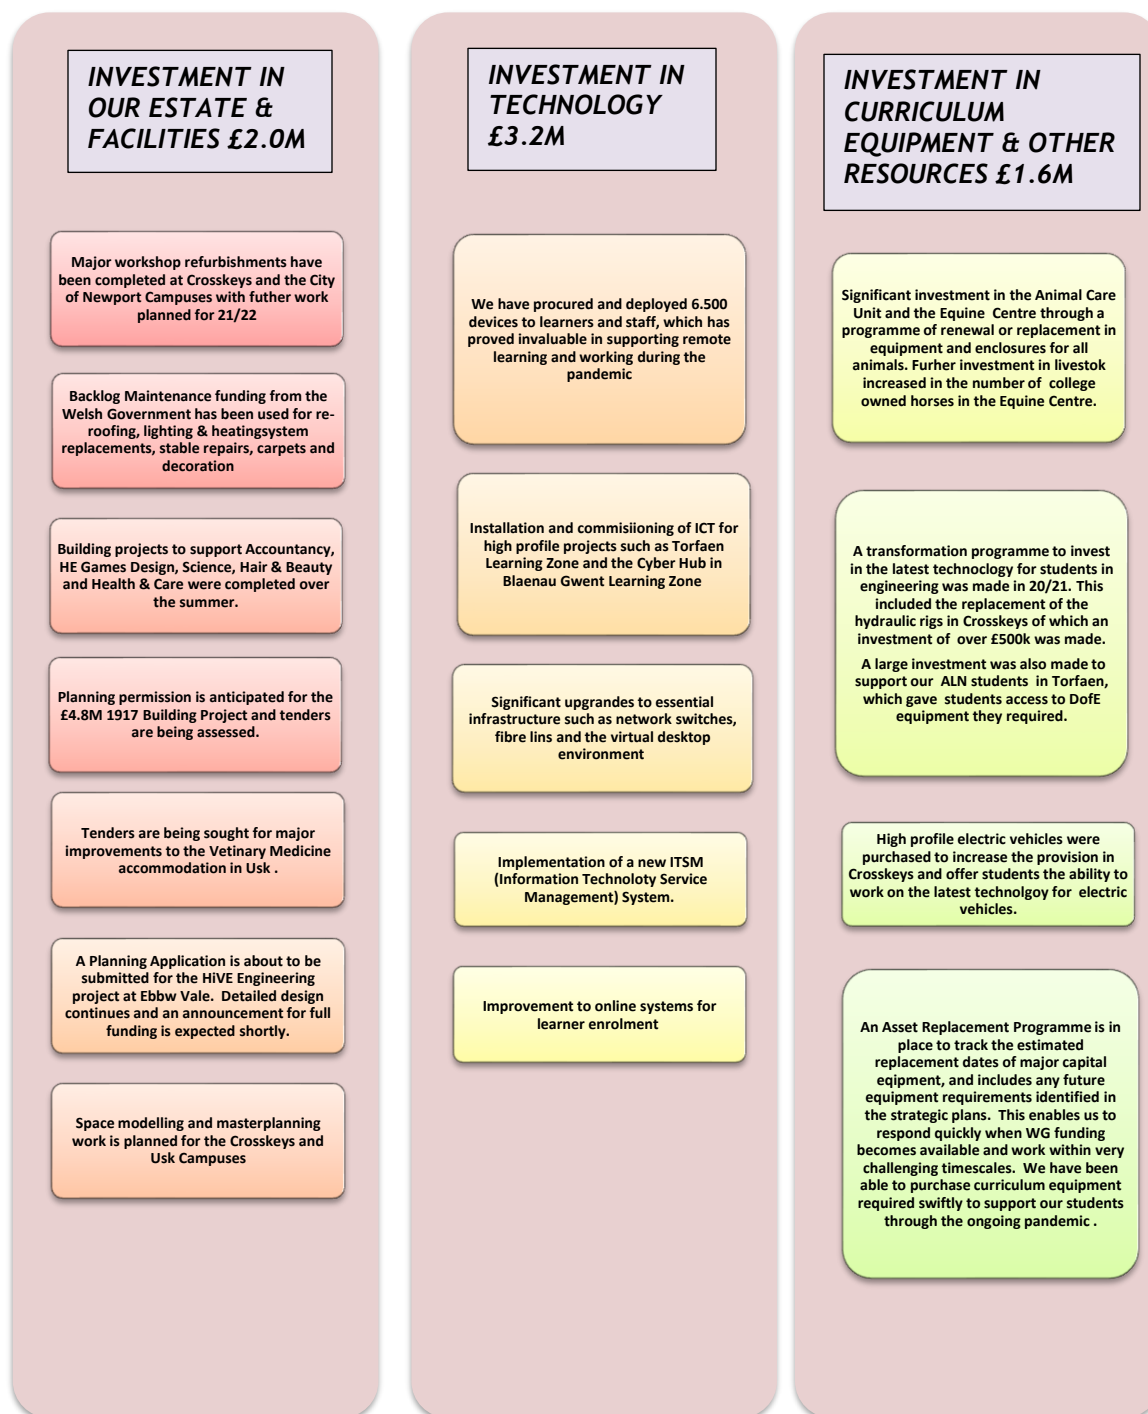 INVESTMENT IN
OUR ESTATE &
FACILITIES £2.0M
Major workshop refurbishments have
been completed at Crosskeys and the City
of Newport Campuses with futher work
planned for 21/22
Backlog Maintenance funding from the
Welsh Government has been used for re-
roofing, lighting & heatingsystem
replacements, stable repairs, carpets and
decoration
Building projects to support Accountancy,
HE Games Design, Science, Hair & Beauty
and Health & Care were completed over
the summer.
Planning permission is anticipated for the
£4.8M 1917 Building Project and tenders
are being assessed.
Tenders are being sought for major
improvements to the Vetinary Medicine
accommodation in Usk .
A Planning Application is about to be
submitted for the HiVE Engineering
project at Ebbw Vale. Detailed design
continues and an announcement for full
funding is expected shortly.
Space modelling and masterplanning
work is planned for the Crosskeys and
Usk Campuses
INVESTMENT IN
TECHNOLOGY
£3.2M
We have procured and deployed 6.500
devices to learners and staff, which has
proved invaluable in supporting remote
learning and working during the
pandemic
Installation and commisiioning of ICT for
high profile projects such as Torfaen
Learning Zone and the Cyber Hub in
Blaenau Gwent Learning Zone
Significant upgrandes to essential
infrastructure such as network switches,
fibre lins and the virtual desktop
environment
Implementation of a new ITSM
(Information Technoloty Service
Management) System.
Improvement to online systems for
learner enrolment
INVESTMENT IN
CURRICULUM
EQUIPMENT & OTHER
RESOURCES £1.6M
Significant investment in the Animal Care
Unit and the Equine Centre through a
programme of renewal or replacement in
equipment and enclosures for all
animals. Furher investment in livestok
increased in the number of college
owned horses in the Equine Centre.
A transformation programme to invest
in the latest technoclogy for students in
engineering was made in 20/21. This
included the replacement of the
hydraulic rigs in Crosskeys of which an
investment of over £500k was made.
A large investment was also made to
support our ALN students in Torfaen,
which gave students access to DofE
equipment they required.
High profile electric vehicles were
purchased to increase the provision in
Crosskeys and offer students the ability to
work on the latest technolgoy for electric
vehicles.
An Asset Replacement Programme is in
place to track the estimated
replacement dates of major capital
eqipment, and includes any future
equipment requirements identified in
the strategic plans. This enables us to
respond quickly when WG funding
becomes available and work within very
challenging timescales. We have been
able to purchase curriculum equipment
required swiftly to support our students
through the ongoing pandemic .